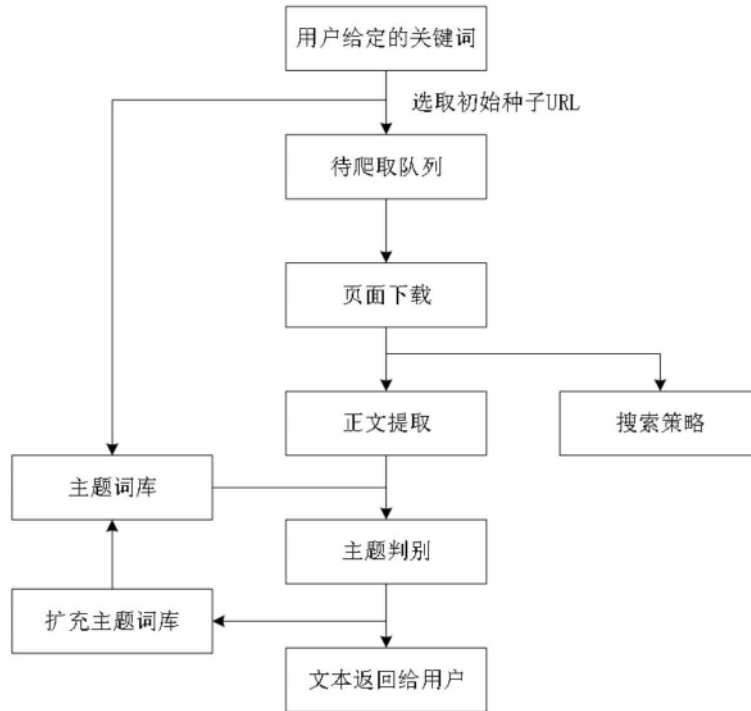 用户给定的关键词
选取初始种子URL
待爬取队列
页面下载
正文提取
搜索策略
主题词库
主题判别
扩充主题词库
文本返回给用户